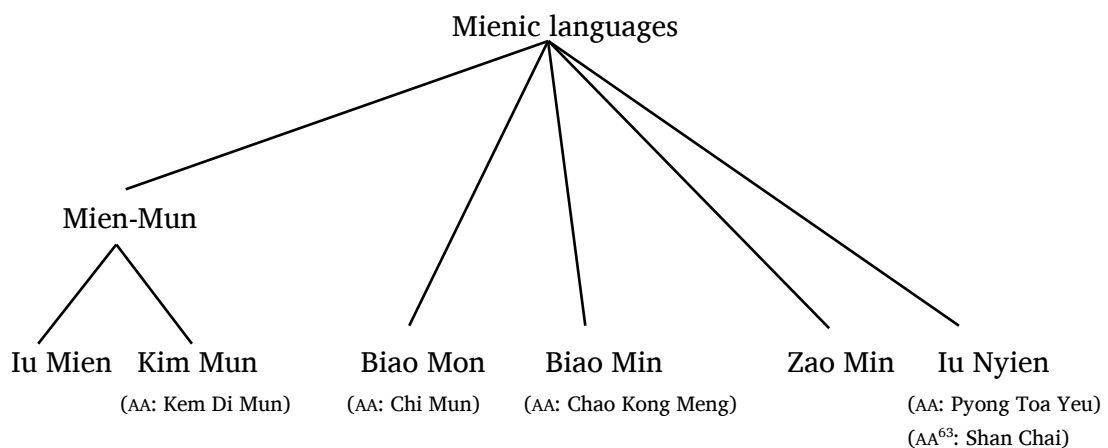 Mienic languages
Mien-Mun
Iu Mien Kim Mun Biao Mon Biao Min Zao Min Iu Nyien
(AA: Kem Di Mun) (AA: Chi Mun) (AA: Chao Kong Meng) (AA: Pyong Toa Yeu)
(AA⁶³: Shan Chai)